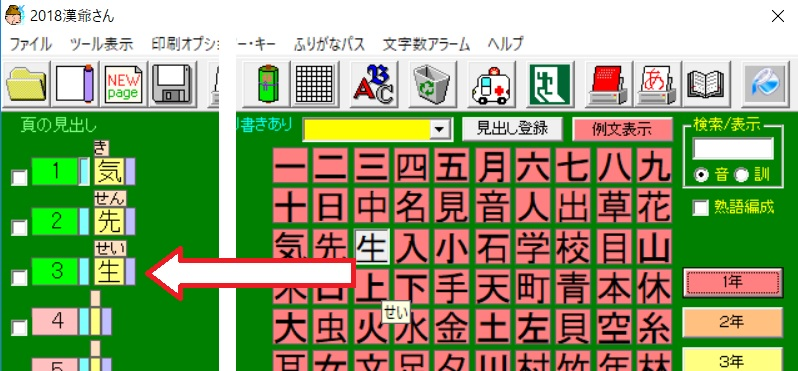 2018漢爺さん
ファイル ツール表示 印刷オプショ ー・キー ふりがなパス 文字数アラーム ヘルプ
NEW page
ABC
あ
頁の見出し
り書きあり
見出し登録
例文表示
検索/表示
音 訓
熟語編成
き
1 気
せん
2 先
せい
3 生
4
5
一二三四五月六七八九
十日中名見音人出草花
気先生入小石学校目山
上下手天町青本休
せい
大虫火水金土左貝空糸
1年
2年
3年